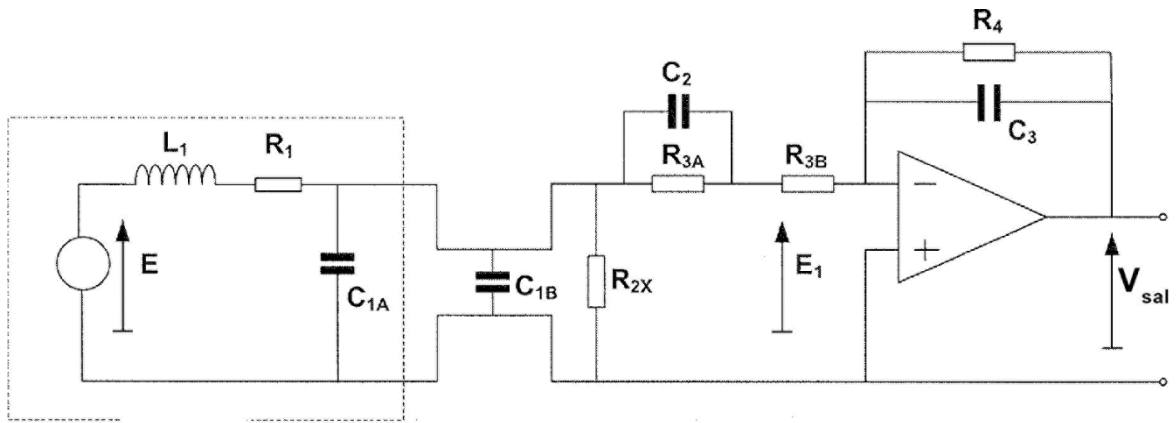 R4
C2
C3
L1
R1
R3A
R3B
E
C1A
C1B
R2X
E1
−
+
Vsal